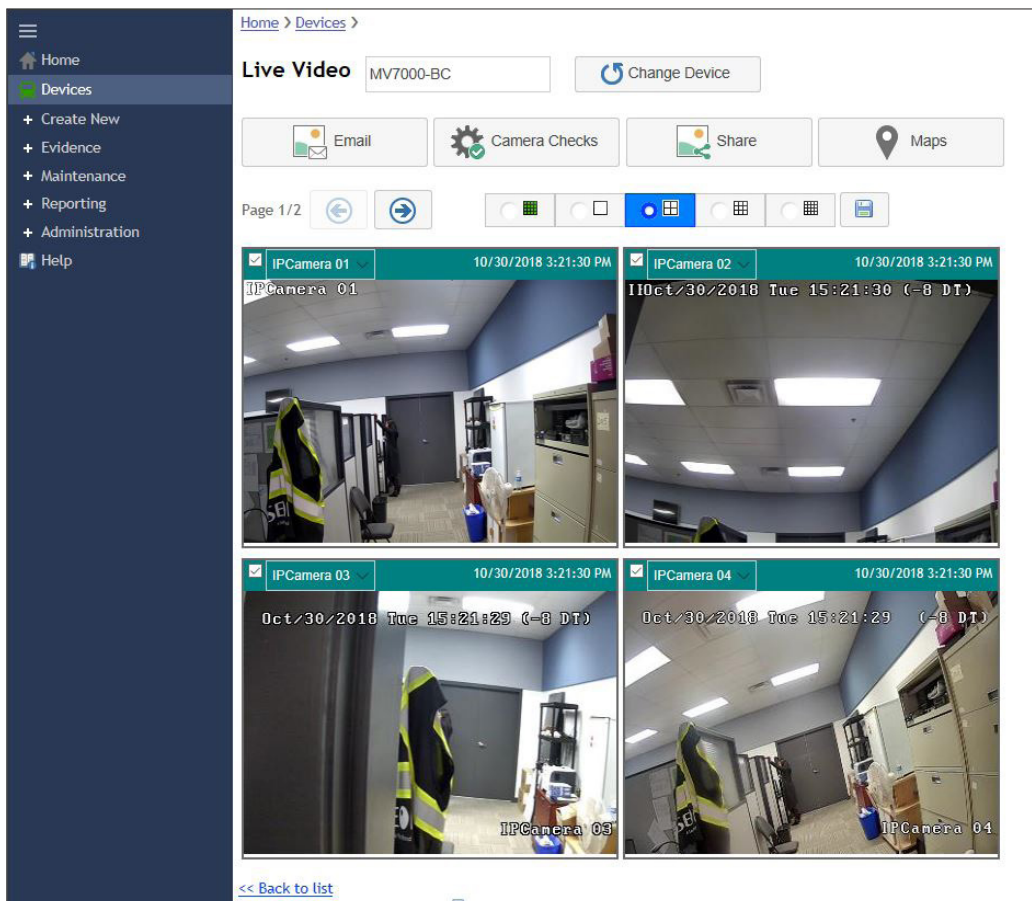 Home > Devices >
Home
Devices
+ Create New
+ Evidence
+ Maintenance
+ Reporting
+ Administration
Help
Live Video MV7000-BC Change Device
Email Camera Checks Share Maps
Page 1/2
IPCamera 01 10/30/2018 3:21:30 PM
IPCamera 01
IPCamera 02 10/30/2018 3:21:30 PM
Oct/30/2018 Tue 15:21:30 (-8 DT)
IPCamera 03 10/30/2018 3:21:30 PM
Oct/30/2018 Tue 15:21:29 (-8 DT)
IPCamera 03
IPCamera 04 10/30/2018 3:21:30 PM
Oct/30/2018 Tue 15:21:29 (-8 DT)
IPCamera 04
<< Back to list